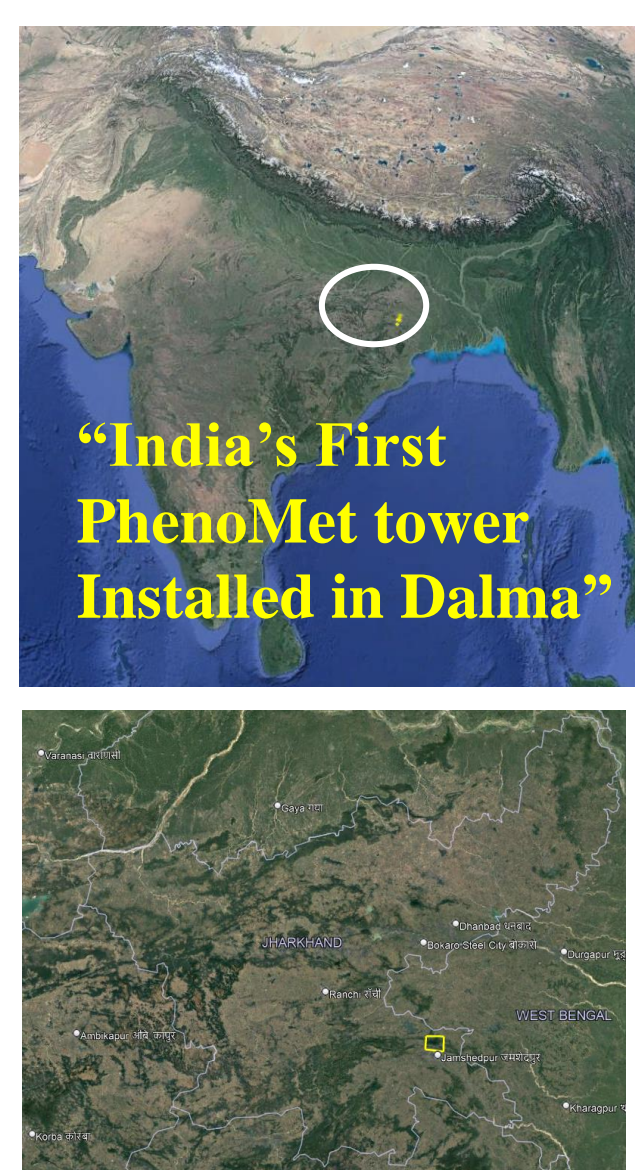 “India’s First
PhenoMet tower
Installed in Dalma”
Varanasi वाराणसी
Gaya गया
Dhanbad धनबाद
JHARKHAND
Bokaro Steel City बोकारो
Durgapur
Ranchi राँची
WEST BENGAL
Ambikapur
Jamshedpur जमशेदपुर
Kharagpur
Korba कोरबा